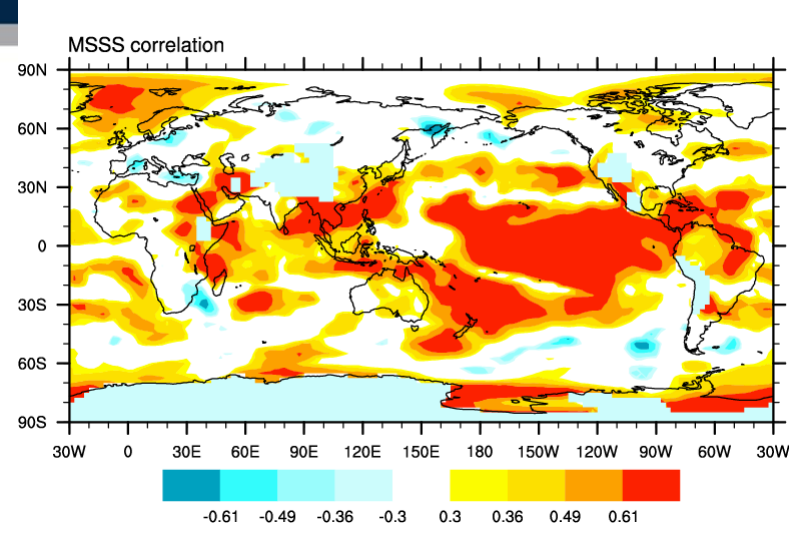 MSSS correlation
90N
60N
30N
0
30S
60S
90S
30W 0 30E 60E 90E 120E 150E 180 150W 120W 90W 60W 30W
-0.61 -0.49 -0.36 -0.3 0.3 0.36 0.49 0.61